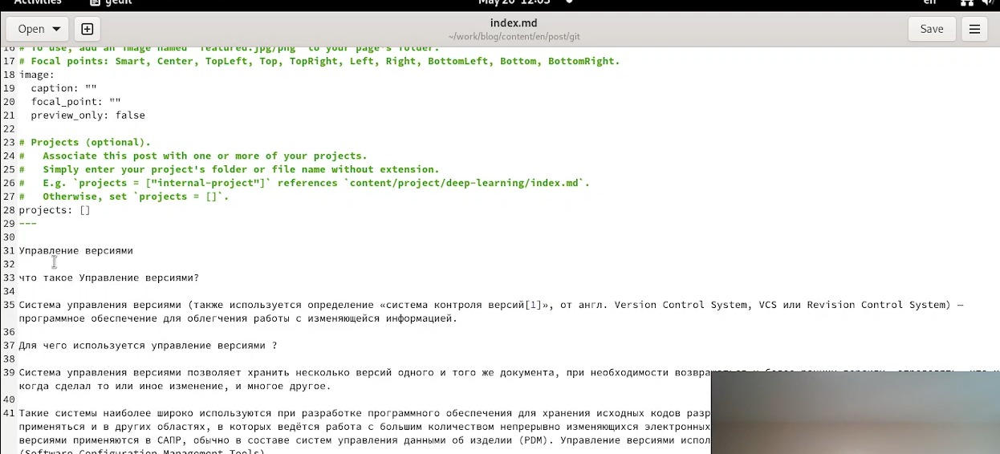 Activities gedit May 20 12:03 en
Open index.md Save
~/work/blog/content/en/post/git
16 # To use, add an image named `featured.jpg/png` to your page's folder.
17 # Focal points: Smart, Center, TopLeft, Top, TopRight, Left, Right, BottomLeft, Bottom, BottomRight.
18 image:
19 caption: ""
20 focal_point: ""
21 preview_only: false
22
23 # Projects (optional).
24 # Associate this post with one or more of your projects.
25 # Simply enter your project's folder or file name without extension.
26 # E.g. `projects = ["internal-project"]` references `content/project/deep-learning/index.md`.
27 # Otherwise, set `projects = []`.
28 projects: []
29 ---
30
31 Управление версиями
32
33 что такое Управление версиями?
34
35 Система управления версиями (также используется определение «система контроля версий[1]», от англ. Version Control System, VCS или Revision Control System) —
программное обеспечение для облегчения работы с изменяющейся информацией.
36
37 Для чего используется управление версиями ?
38
39 Система управления версиями позволяет хранить несколько версий одного и того же документа, при необходимости
когда сделал то или иное изменение, и многое другое.
40
41 Такие системы наиболее широко используются при разработке программного обеспечения для хранения исходных кодов разр
применяться и в других областях, в которых ведётся работа с большим количеством непрерывно изменяющихся электронных
версиями применяются в САПР, обычно в составе систем управления данными об изделии (PDM). Управление версиями испол
(Software Configuration Management Tools)